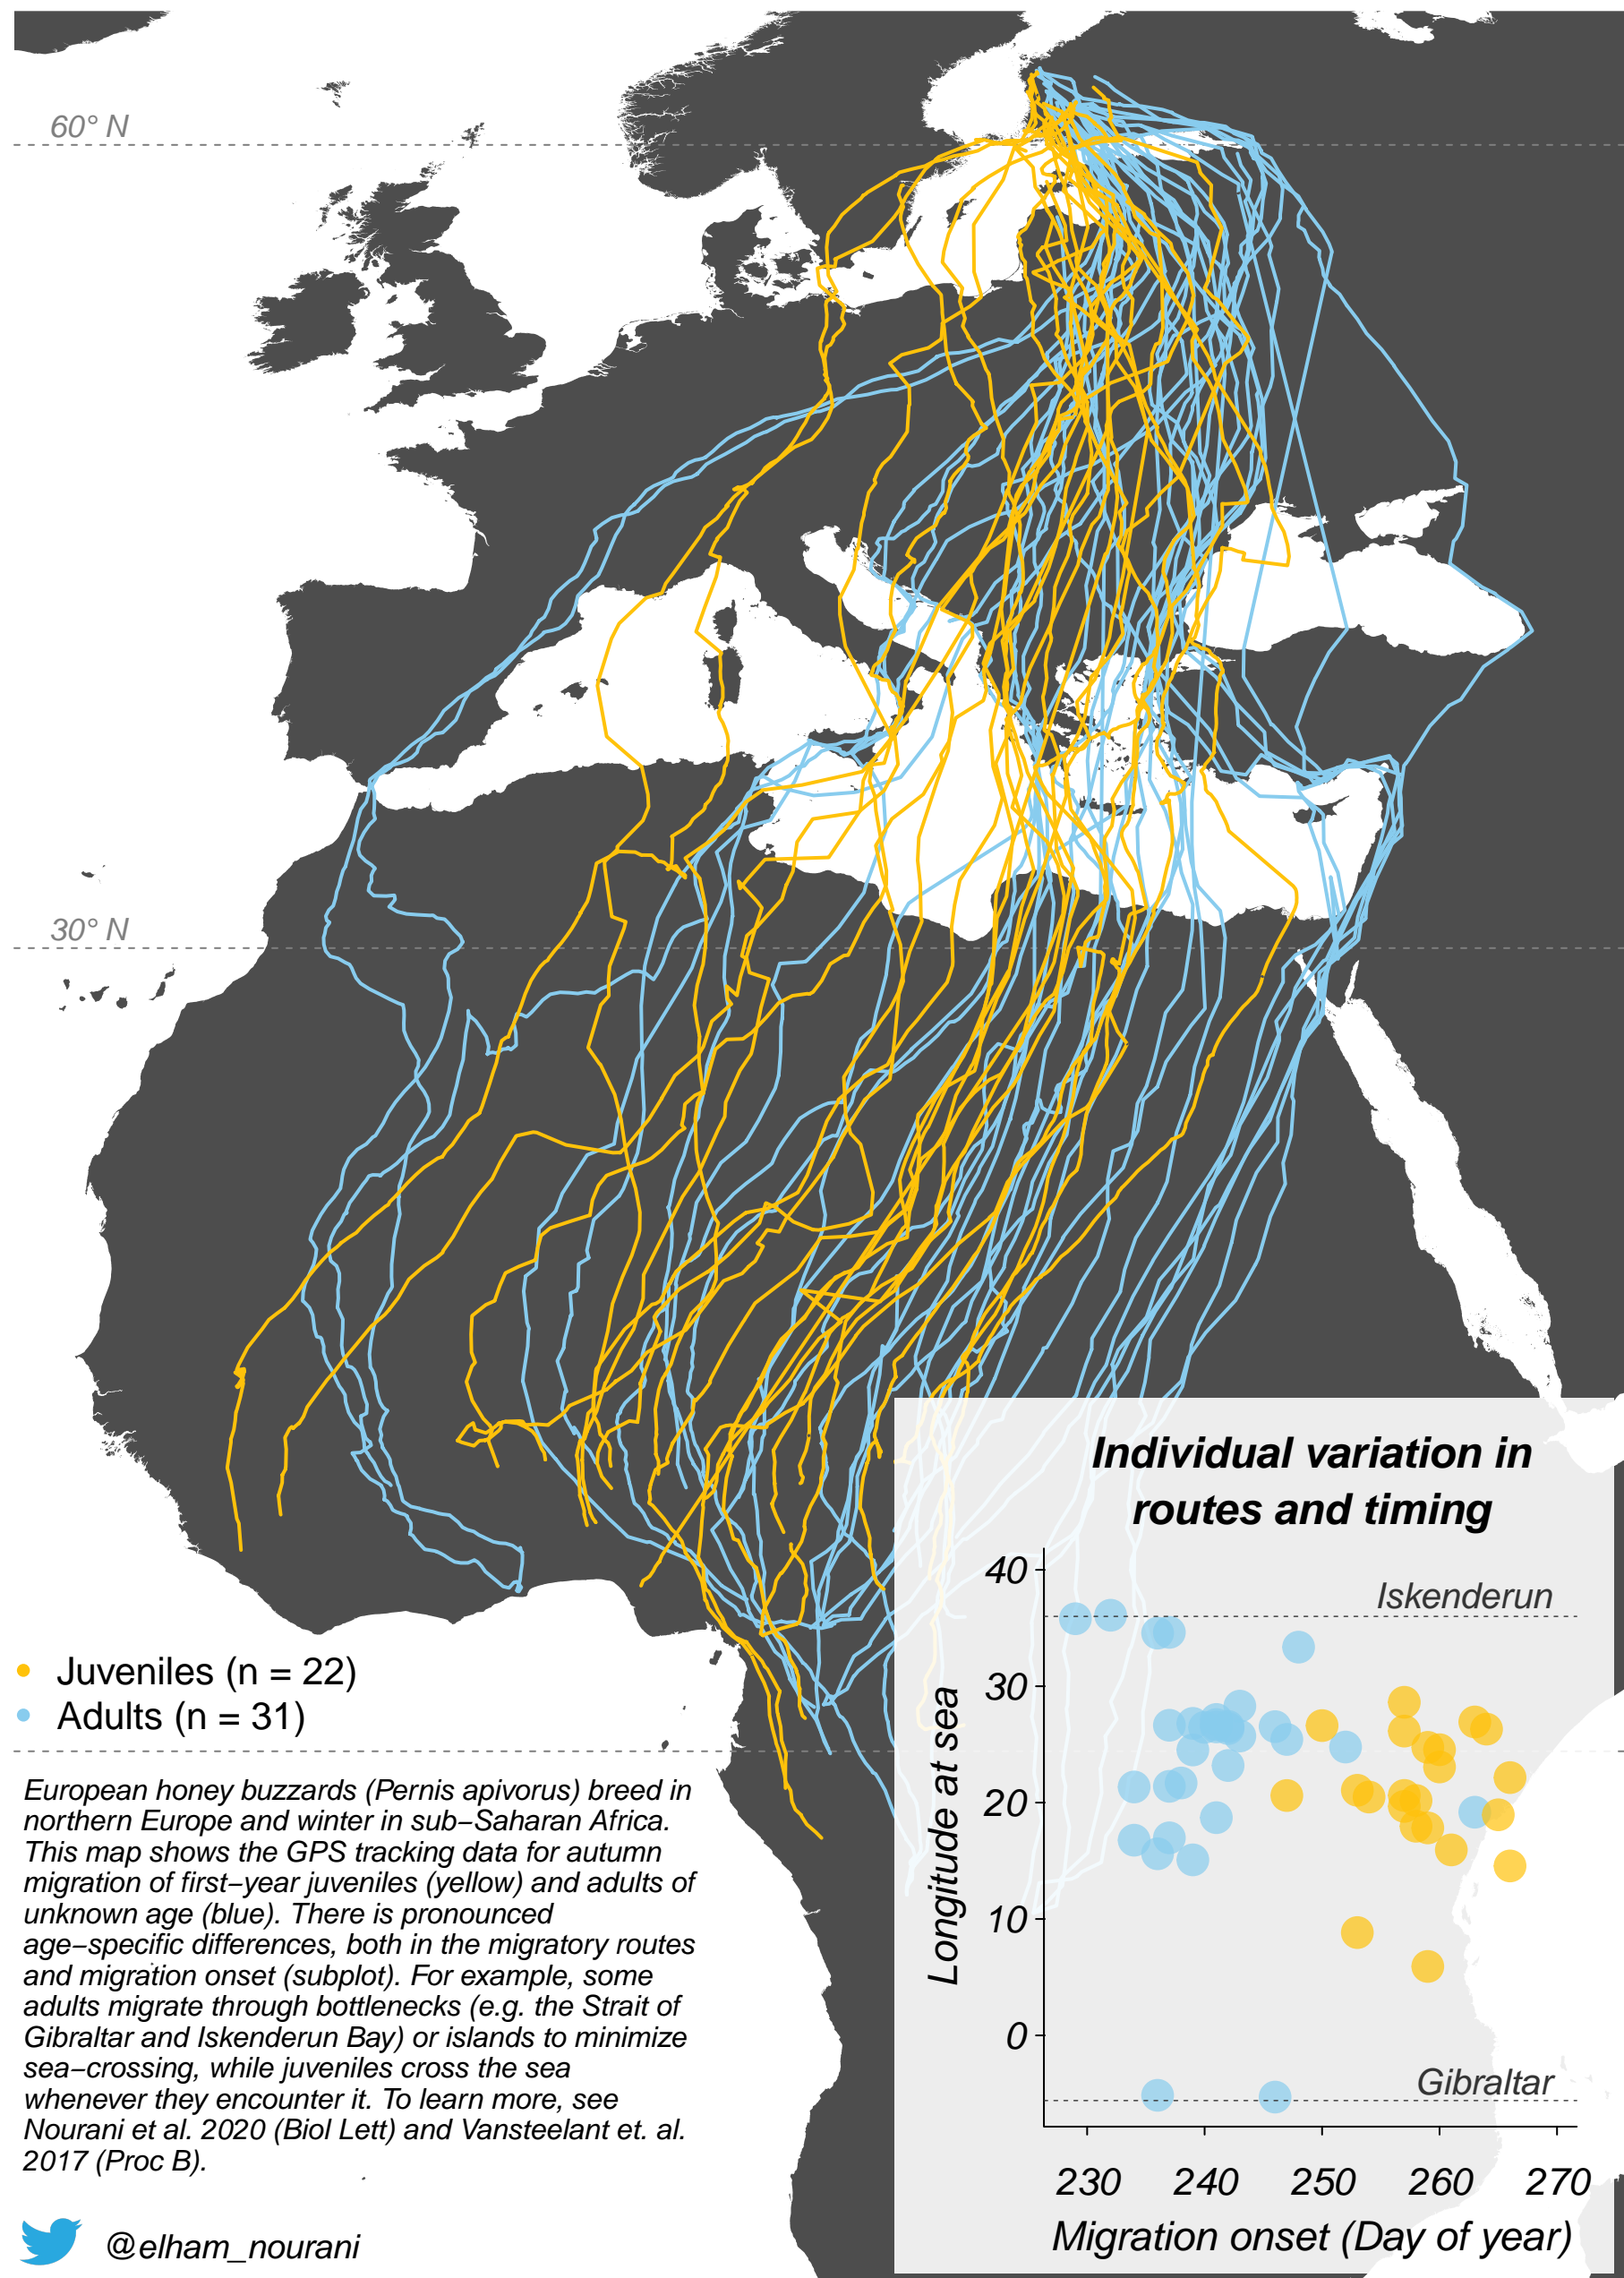 60° N
30° N
Individual variation in
routes and timing
40
30
20
10
0
Longitude at sea
Iskenderun
Gibraltar
230 240 250 260 270
Migration onset (Day of year)
Juveniles (n = 22)
Adults (n = 31)
European honey buzzards (Pernis apivorus) breed in
northern Europe and winter in sub−Saharan Africa.
This map shows the GPS tracking data for autumn
migration of first−year juveniles (yellow) and adults of
unknown age (blue). There is pronounced
age−specific differences, both in the migratory routes
and migration onset (subplot). For example, some
adults migrate through bottlenecks (e.g. the Strait of
Gibraltar and Iskenderun Bay) or islands to minimize
sea−crossing, while juveniles cross the sea
whenever they encounter it. To learn more, see
Nourani et al. 2020 (Biol Lett) and Vansteelant et. al.
2017 (Proc B).
@elham_nourani